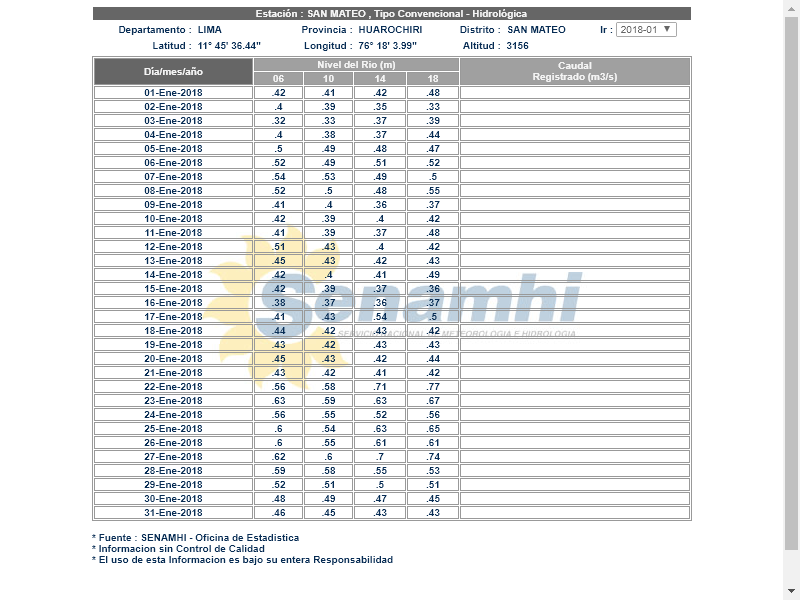 Estación : SAN MATEO , Tipo Convencional - Hidrológica
Departamento : LIMA Provincia : HUAROCHIRI Distrito : SAN MATEO Ir : 2018-01
Latitud : 11° 45' 36.44" Longitud : 76° 18' 3.99" Altitud : 3156
Dia/mes/año Nivel del Rio (m) Caudal
Registrado (m3/s)
06 10 14 18
01-Ene-2018 .42 .41 .42 .48
02-Ene-2018 .4 .39 .35 .33
03-Ene-2018 .32 .33 .37 .39
04-Ene-2018 .4 .38 .37 .44
05-Ene-2018 .5 .49 .48 .47
06-Ene-2018 .52 .49 .51 .52
07-Ene-2018 .54 .53 .49 .5
08-Ene-2018 .52 .5 .48 .55
09-Ene-2018 .41 .4 .36 .37
10-Ene-2018 .42 .39 .4 .42
11-Ene-2018 .41 .39 .37 .48
12-Ene-2018 .51 .43 .4 .42
13-Ene-2018 .45 .43 .42 .43
14-Ene-2018 .42 .4 .41 .49
15-Ene-2018 .42 .39 .37 .36
16-Ene-2018 .38 .37 .36 .37
17-Ene-2018 .41 .43 .54 .5
18-Ene-2018 .44 .42 .43 .42
19-Ene-2018 .43 .42 .43 .43
20-Ene-2018 .45 .43 .42 .44
21-Ene-2018 .43 .42 .41 .42
22-Ene-2018 .56 .58 .71 .77
23-Ene-2018 .63 .59 .63 .67
24-Ene-2018 .56 .55 .52 .56
25-Ene-2018 .6 .54 .63 .65
26-Ene-2018 .6 .55 .61 .61
27-Ene-2018 .62 .6 .7 .74
28-Ene-2018 .59 .58 .55 .53
29-Ene-2018 .52 .51 .5 .51
30-Ene-2018 .48 .49 .47 .45
31-Ene-2018 .46 .45 .43 .43
Senamhi
SERVICIO NACIONAL DE METEOROLOGIA E HIDROLOGIA
* Fuente : SENAMHI - Oficina de Estadistica
* Informacion sin Control de Calidad
* El uso de esta Informacion es bajo su entera Responsabilidad